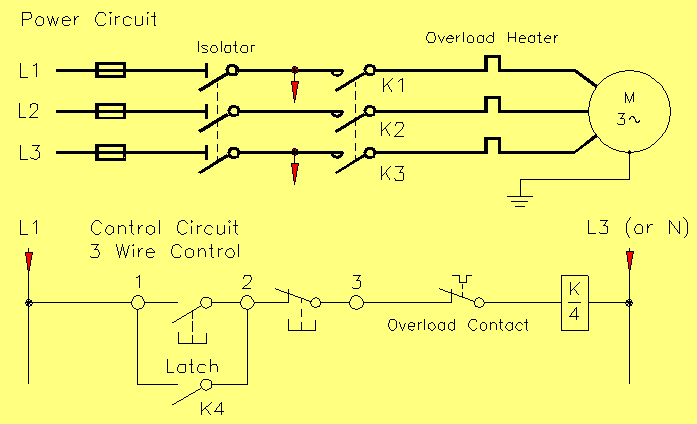 Power Circuit
Isolator
Overload Heater
L1
K1
L2
K2
M
3~
L3
K3
L1
Control Circuit
3 Wire Control
L3 (or N)
1
2
3
K
4
Overload Contact
Latch
K4